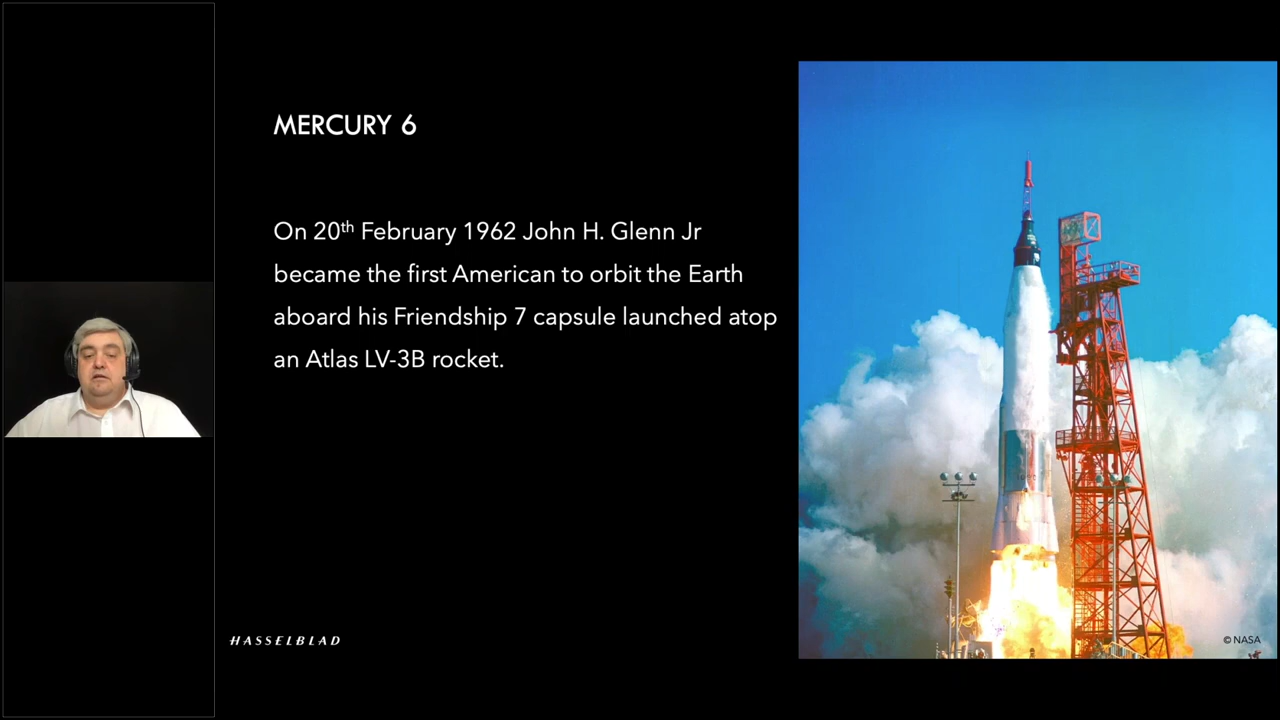 MERCURY 6
On 20th February 1962 John H. Glenn Jr
became the first American to orbit the Earth
aboard his Friendship 7 capsule launched atop
an Atlas LV-3B rocket.
HASSELBLAD
© NASA